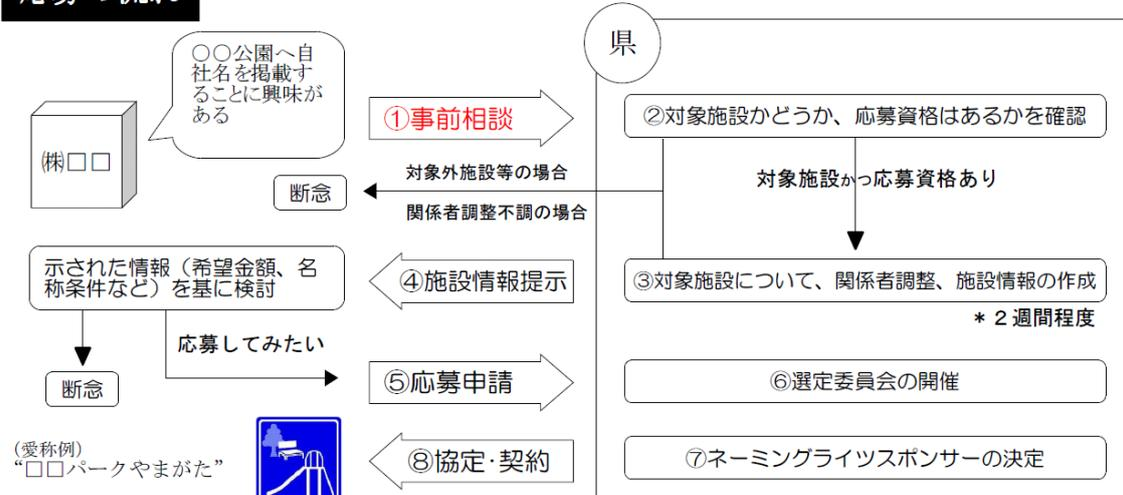 県
〇〇公園へ自
社名を掲載す
ることに興味が
ある
㈱□□
①事前相談
②対象施設かどうか、応募資格はあるかを確認
対象外施設等の場合
対象施設かつ応募資格あり
断念
関係者調整不調の場合
示された情報（希望金額、名
称条件など）を基に検討
④施設情報提示
③対象施設について、関係者調整、施設情報の作成
＊２週間程度
応募してみたい
断念
⑤応募申請
⑥選定委員会の開催
（愛称例）
“□□パークやまがた”
⑧協定・契約
⑦ネーミングライツスポンサーの決定